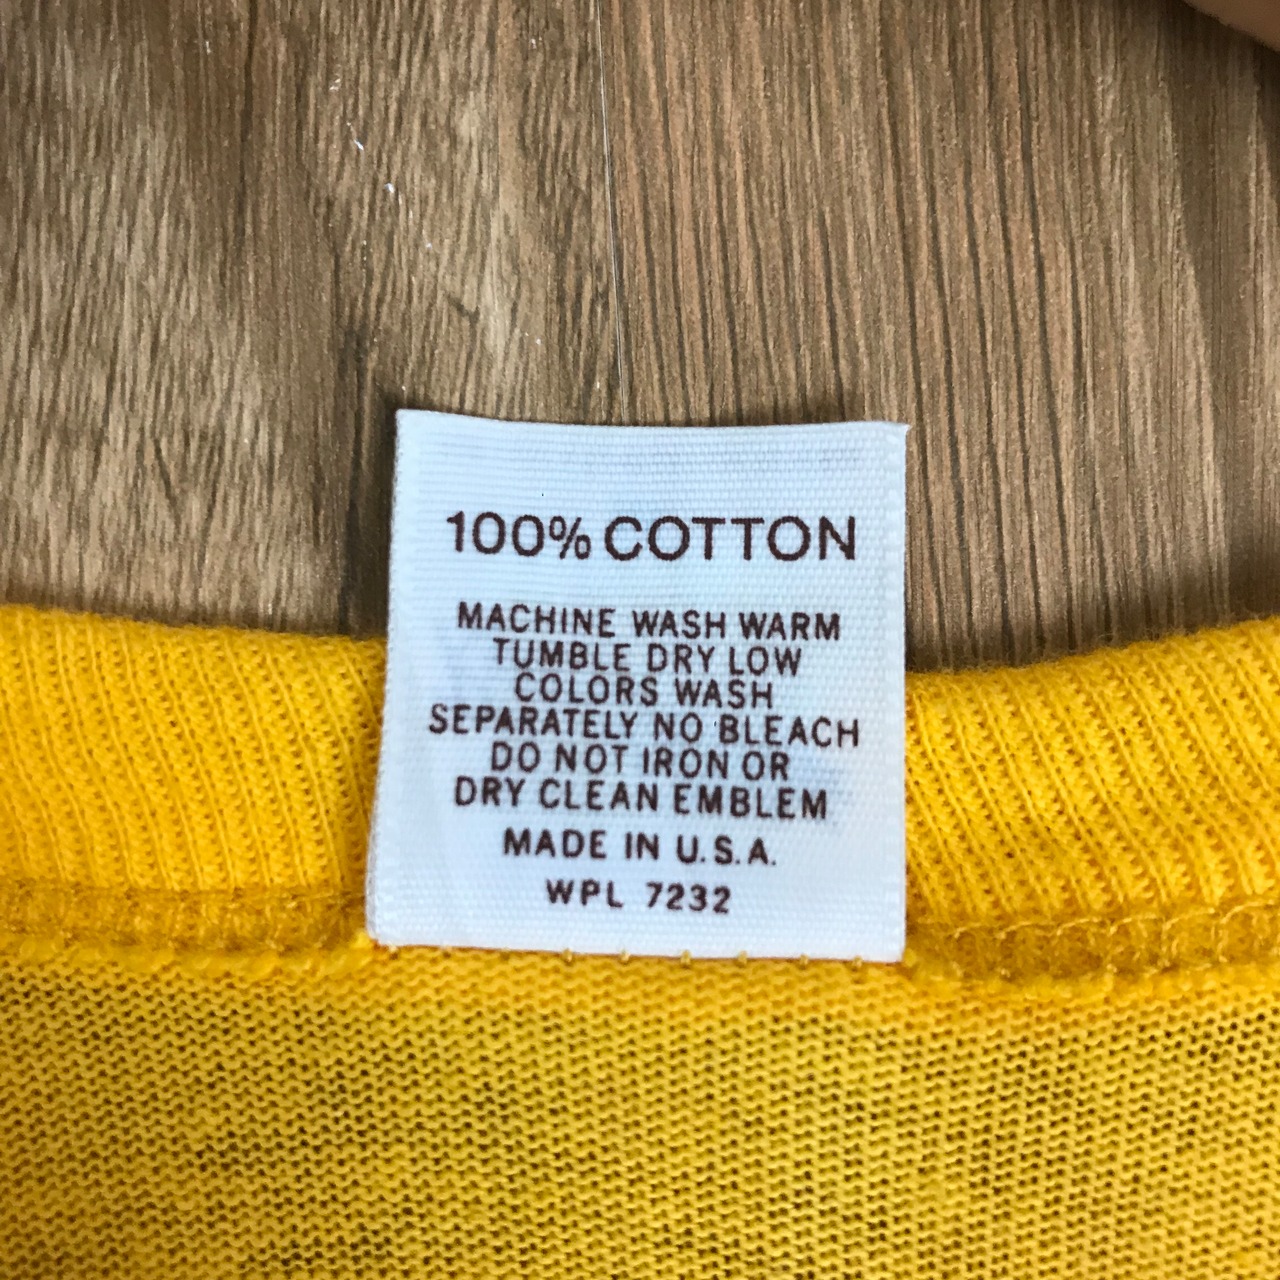 100% COTTON
MACHINE WASH WARM
TUMBLE DRY LOW
COLORS WASH
SEPARATELY NO BLEACH
DO NOT IRON OR
DRY CLEAN EMBLEM
MADE IN U.S.A.
WPL 7232